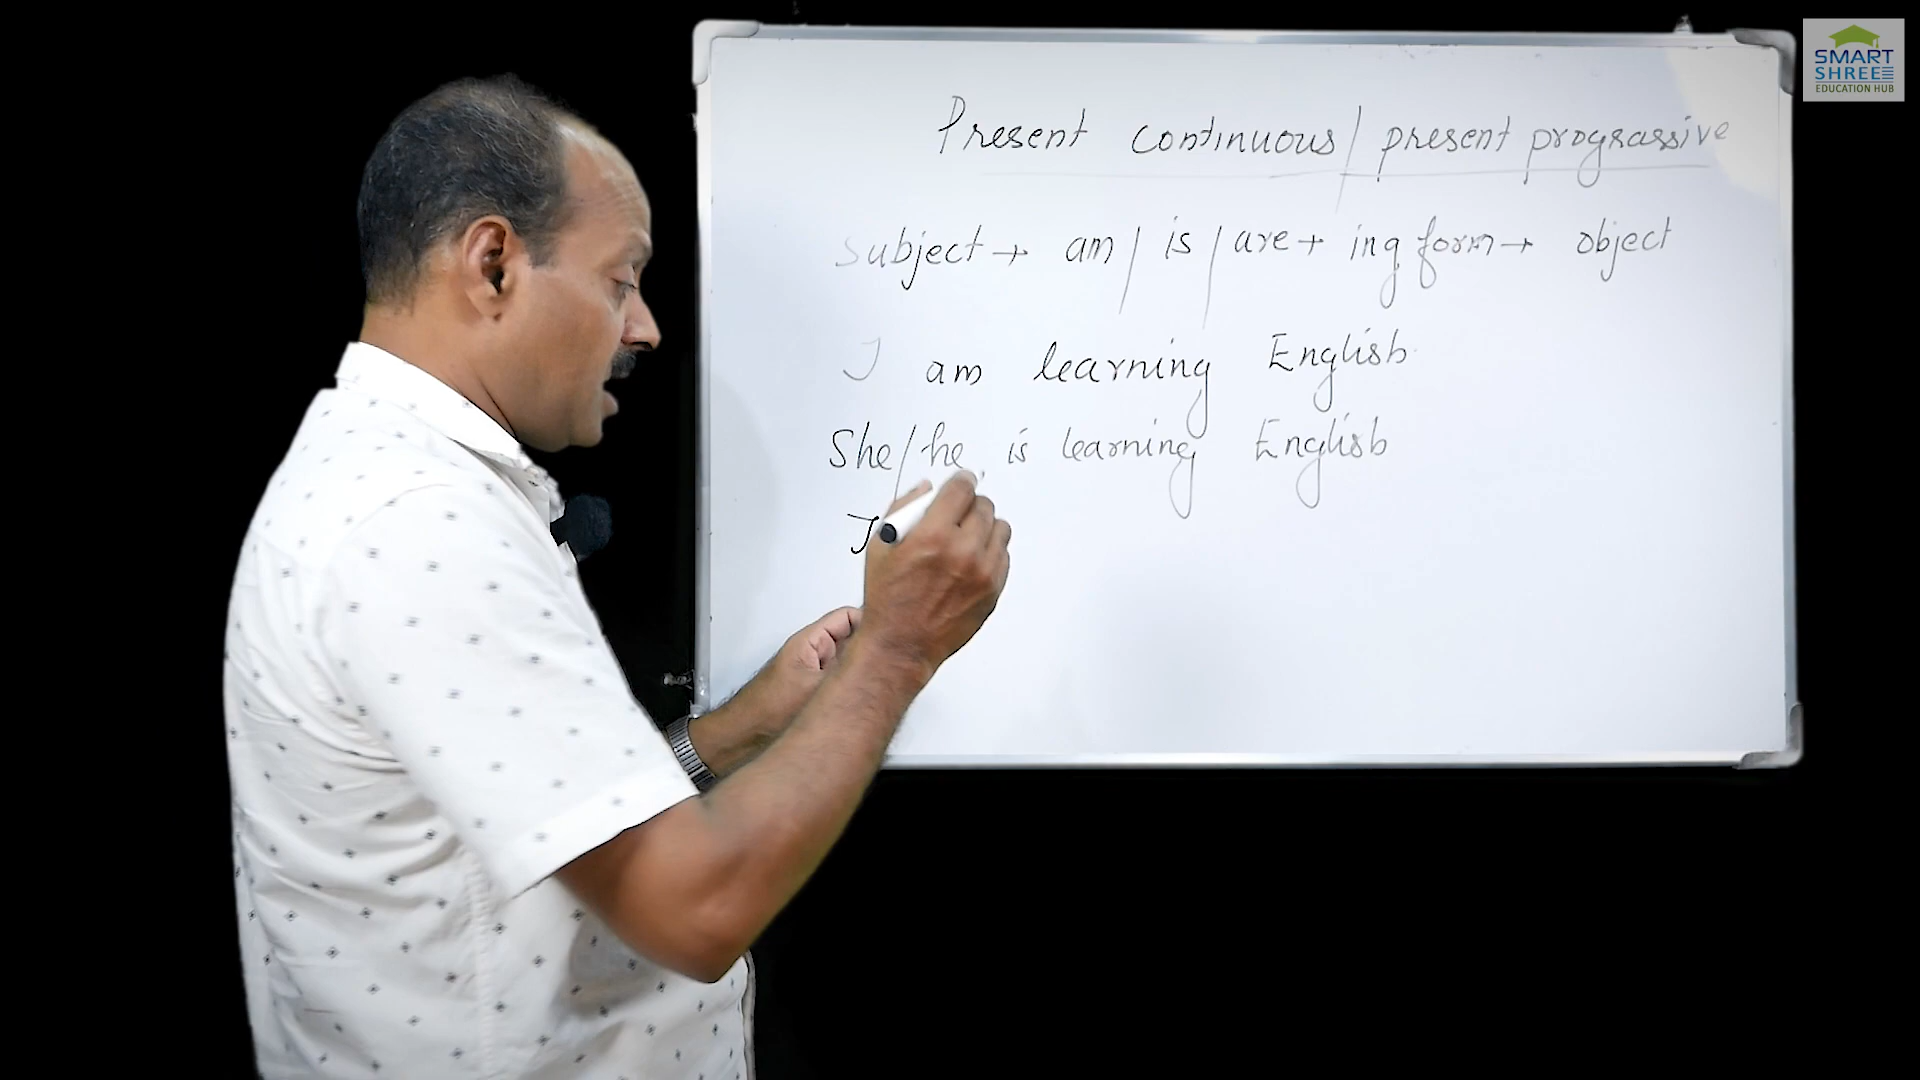 SMART
SHREE
EDUCATION HUB
Present continuous / present prograssive
Subject + am / is / are + ing form + object
I am learning English
She / he is learning English